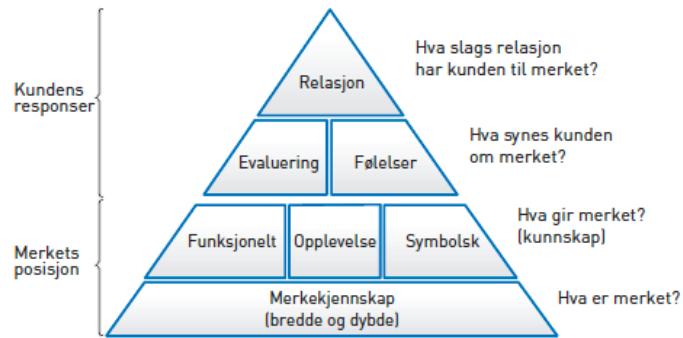 Kundens
responser
Relasjon
Hva slags relasjon
har kunden til merket?
Evaluering
Følelser
Hva synes kunden
om merket?
Merkets
posisjon
Funksjonelt
Opplevelse
Symbolsk
Hva gir merket?
(kunnskap)
Merkekjennskap
(bredde og dybde)
Hva er merket?